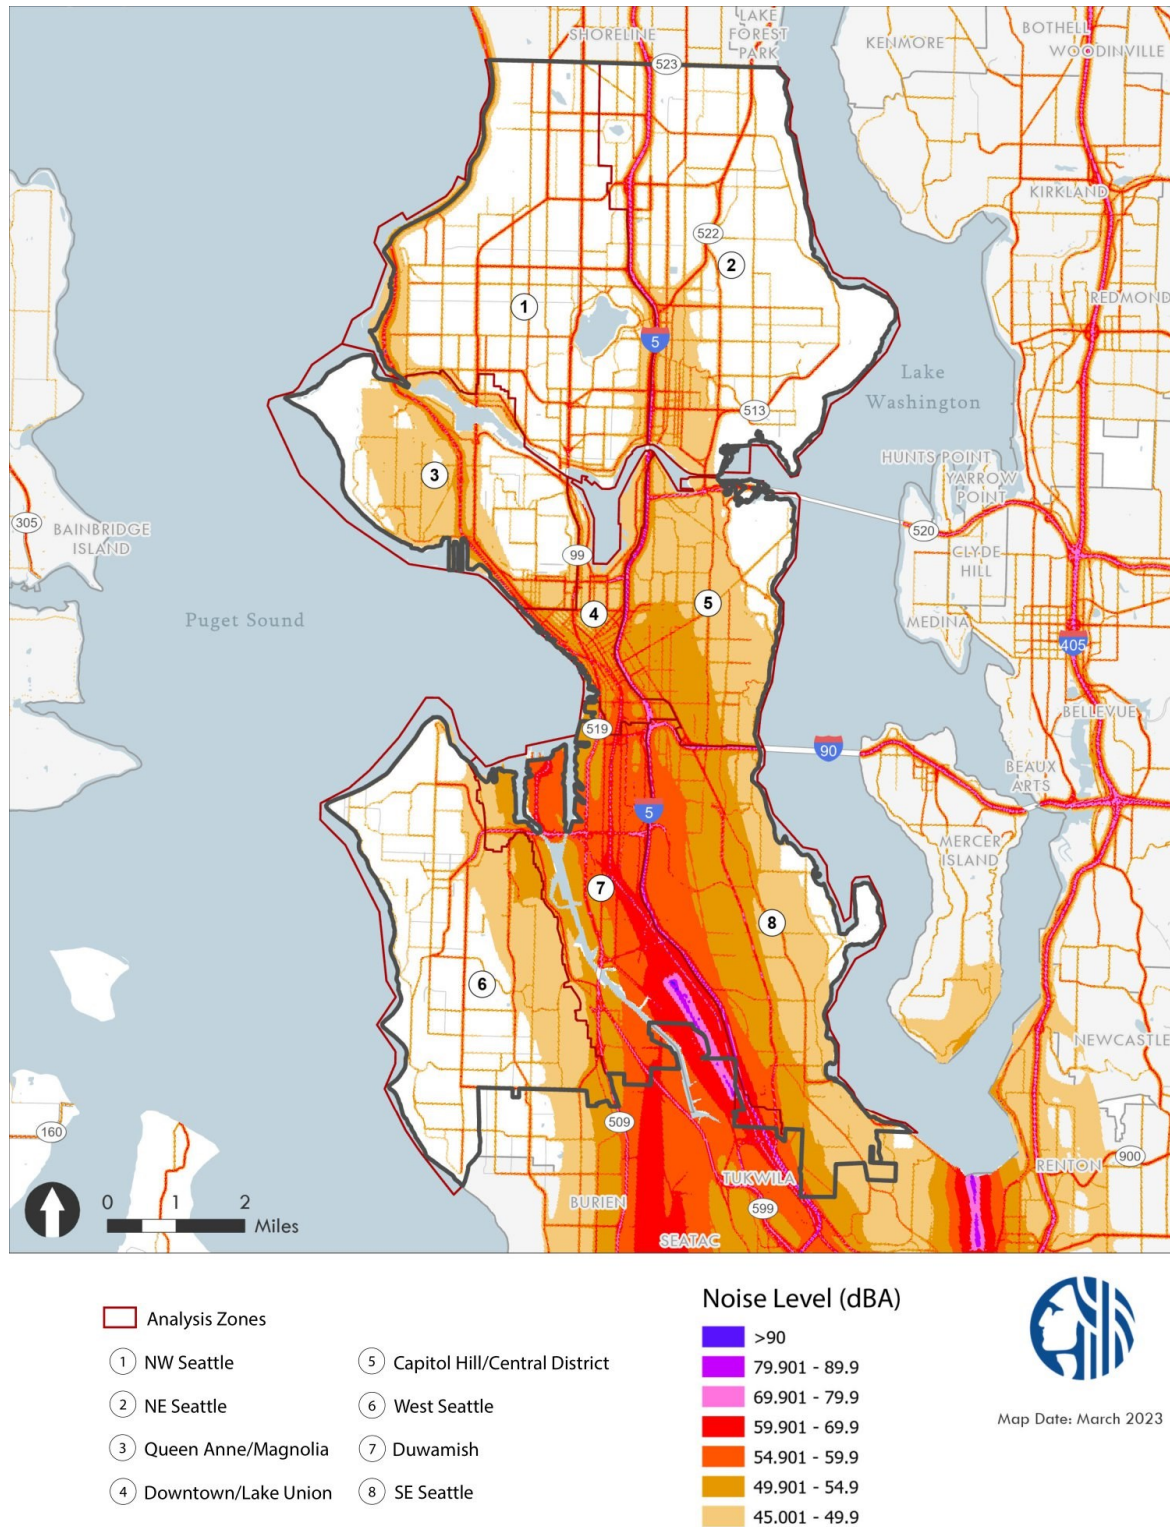 SHORELINE
LAKE
FOREST
PARK
KENMORE
BOTHELL
WOODINVILLE
523
KIRKLAND
522
2
1
REDMOND
5
Lake
Washington
513
HUNTS POINT
YARROW
POINT
3
305
BAINBRIDGE
ISLAND
520
99
CLYDE
HILL
5
4
Puget Sound
MEDINA
405
BELLEVUE
519
90
BEAUX
ARTS
5
MERCER
ISLAND
7
8
6
NEWCASTLE
509
160
900
RENTON
TUKWILA
BURIEN
599
SEATAC
0 1 2
Miles
Analysis Zones
1 NW Seattle
2 NE Seattle
3 Queen Anne/Magnolia
4 Downtown/Lake Union
5 Capitol Hill/Central District
6 West Seattle
7 Duwamish
8 SE Seattle
Noise Level (dBA)
>90
79.901 - 89.9
69.901 - 79.9
59.901 - 69.9
54.901 - 59.9
49.901 - 54.9
45.001 - 49.9
Map Date: March 2023